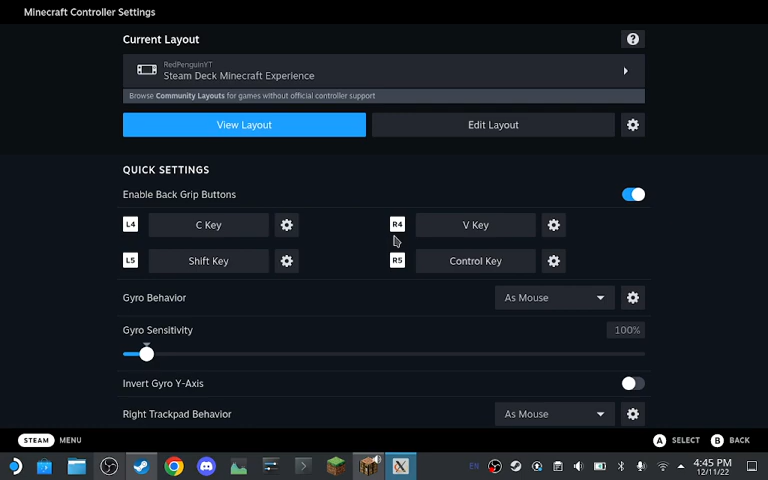 Minecraft Controller Settings
Current Layout
?
RedPenguinYT
Steam Deck Minecraft Experience
Browse Community Layouts for games without official controller support
View Layout
Edit Layout
QUICK SETTINGS
Enable Back Grip Buttons
L4 C Key R4 V Key
L5 Shift Key R5 Control Key
Gyro Behavior As Mouse
Gyro Sensitivity 100%
Invert Gyro Y-Axis
Right Trackpad Behavior As Mouse
STEAM MENU A SELECT B BACK
EN 4:45 PM
12/11/22